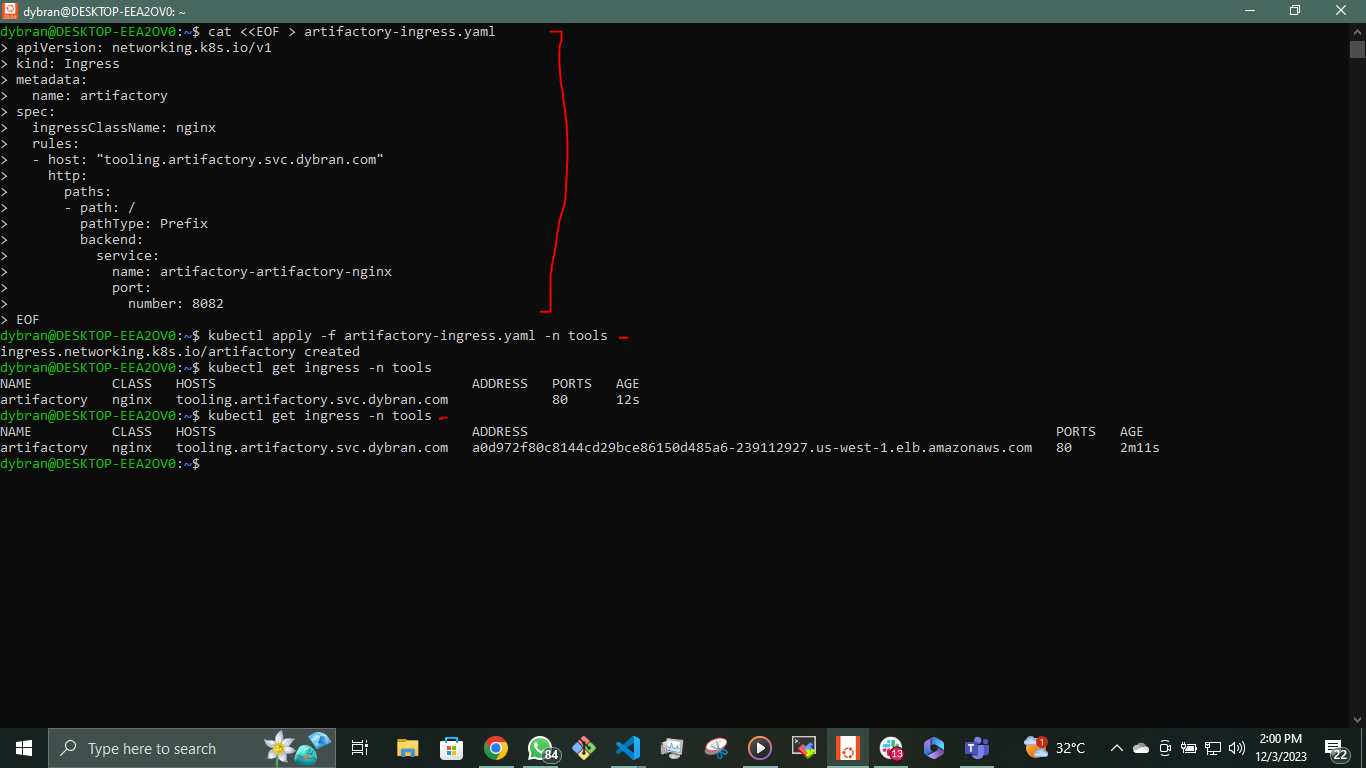 dybran@DESKTOP-EEA2OV0: ~
dybran@DESKTOP-EEA2OV0:~$ cat <<EOF > artifactory-ingress.yaml
> apiVersion: networking.k8s.io/v1
> kind: Ingress
> metadata:
>   name: artifactory
> spec:
>   ingressClassName: nginx
>   rules:
>   - host: "tooling.artifactory.svc.dybran.com"
>     http:
>       paths:
>       - path: /
>         pathType: Prefix
>         backend:
>           service:
>             name: artifactory-artifactory-nginx
>             port:
>               number: 8082
> EOF
dybran@DESKTOP-EEA2OV0:~$ kubectl apply -f artifactory-ingress.yaml -n tools
ingress.networking.k8s.io/artifactory created
dybran@DESKTOP-EEA2OV0:~$ kubectl get ingress -n tools
NAME          CLASS   HOSTS                                ADDRESS   PORTS   AGE
artifactory   nginx   tooling.artifactory.svc.dybran.com             80      12s
dybran@DESKTOP-EEA2OV0:~$ kubectl get ingress -n tools
NAME          CLASS   HOSTS                                ADDRESS                                                                  PORTS   AGE
artifactory   nginx   tooling.artifactory.svc.dybran.com   a0d972f80c8144cd29bce86150d485a6-239112927.us-west-1.elb.amazonaws.com   80      2m11s
dybran@DESKTOP-EEA2OV0:~$
Type here to search
84
13
1
32°C
2:00 PM
12/3/2023
22